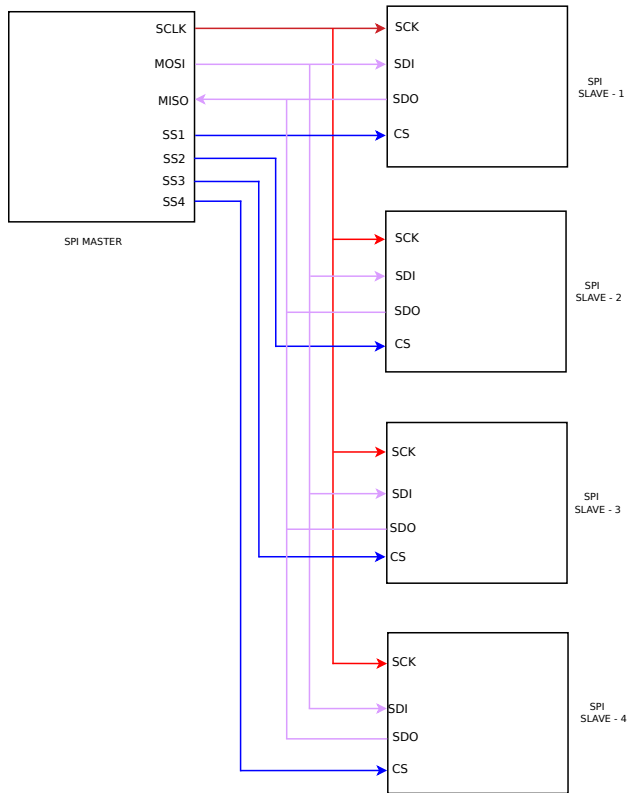 SCLK
MOSI
MISO
SS1
SS2
SS3
SS4
SPI MASTER
SCK
SDI
SDO
CS
SPI
SLAVE - 1
SCK
SDI
SDO
CS
SPI
SLAVE - 2
SCK
SDI
SDO
CS
SPI
SLAVE - 3
SCK
SDI
SDO
CS
SPI
SLAVE - 4